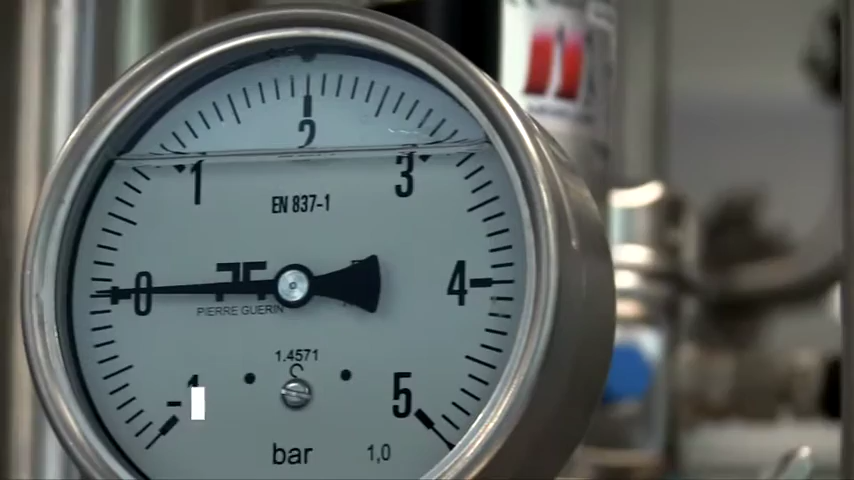 2
1 3
EN 837-1
0 4
PIERRE GUERIN
1.4571
-1 5
bar 1,0